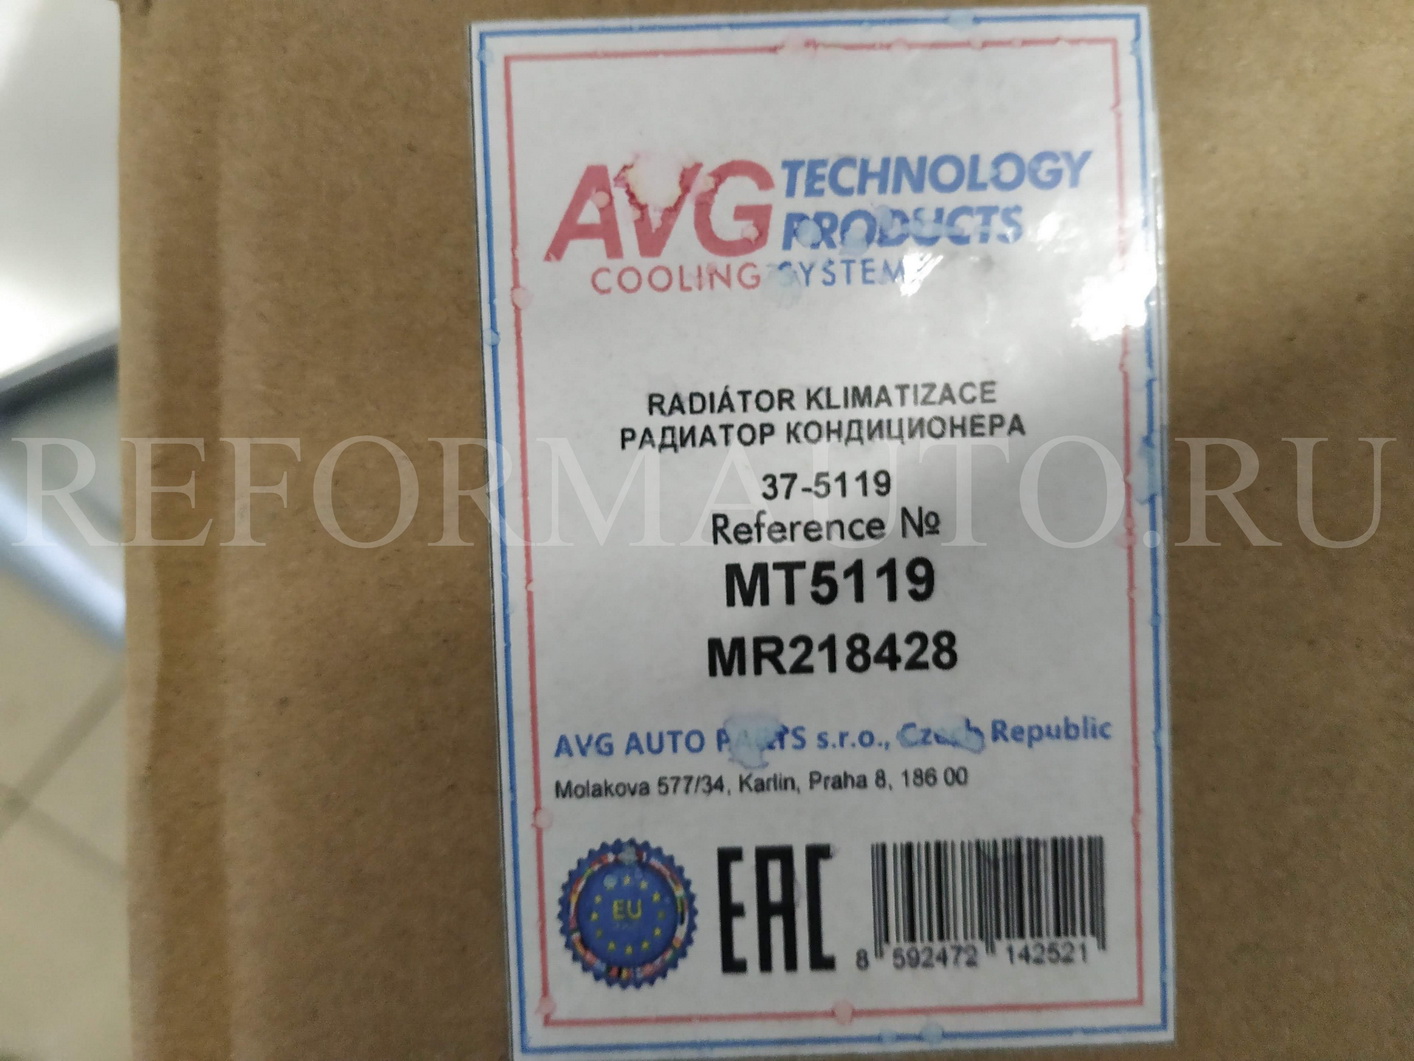 AVG TECHNOLOGY
PRODUCTS
COOLING SYSTEM
RADIÁTOR KLIMATIZACE
РАДИАТОР КОНДИЦИОНЕРА
REFORMAUTO.RU
37-5119
Reference №
MT5119
MR218428
AVG AUTO PARTS s.r.o., Czech Republic
Molakova 577/34, Karlin, Praha 8, 186 00
EU
EAC
8 592472 142521